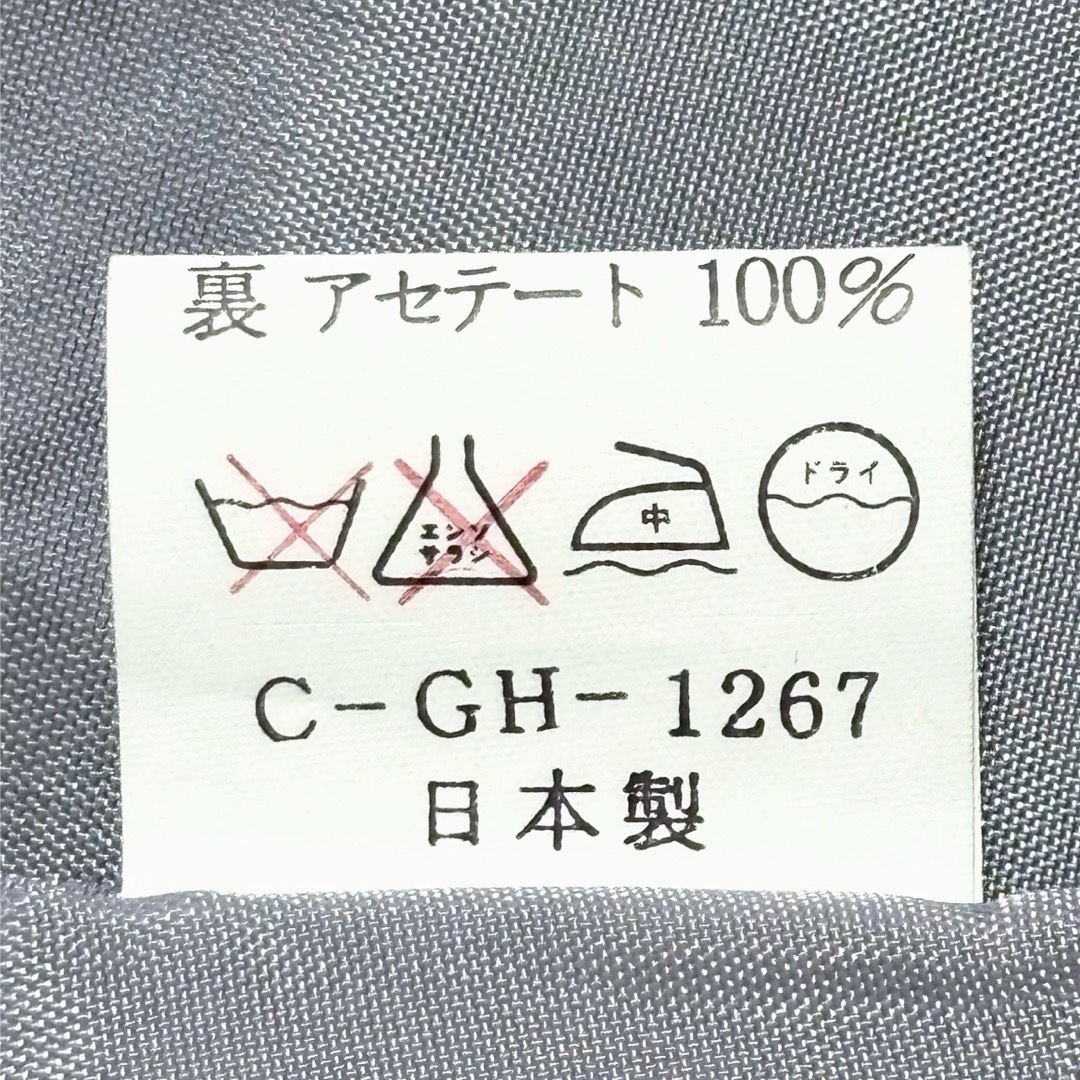 裏 アセテート 100%
エンソ
サラシ
中
ドライ
C-GH-1267
日本製